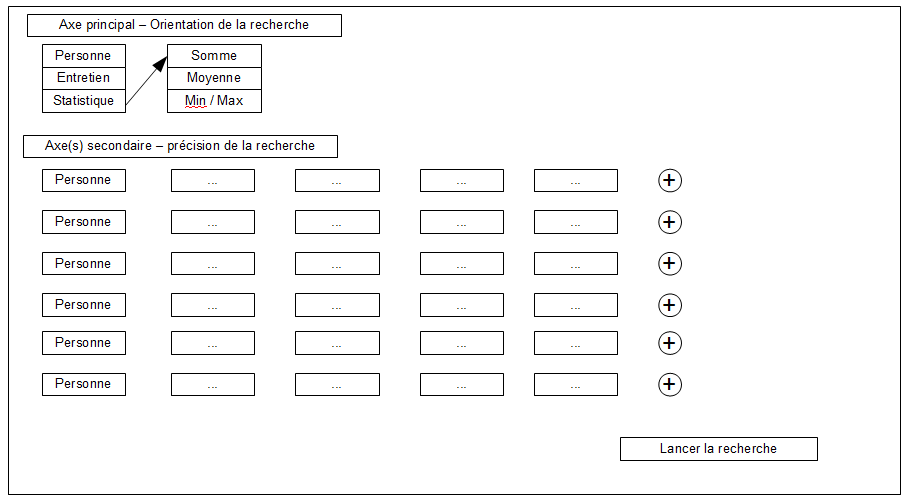 Axe principal – Orientation de la recherche
Personne Somme
Entretien Moyenne
Statistique Min / Max
Axe(s) secondaire – précision de la recherche
Personne ... ... ... ... +
Personne ... ... ... ... +
Personne ... ... ... ... +
Personne ... ... ... ... +
Personne ... ... ... ... +
Personne ... ... ... ... +
Lancer la recherche